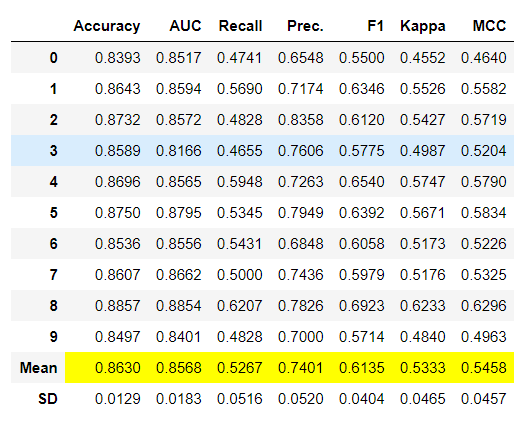 Accuracy AUC Recall Prec. F1 Kappa MCC
0 0.8393 0.8517 0.4741 0.6548 0.5500 0.4552 0.4640
1 0.8643 0.8594 0.5690 0.7174 0.6346 0.5526 0.5582
2 0.8732 0.8572 0.4828 0.8358 0.6120 0.5427 0.5719
3 0.8589 0.8166 0.4655 0.7606 0.5775 0.4987 0.5204
4 0.8696 0.8565 0.5948 0.7263 0.6540 0.5747 0.5790
5 0.8750 0.8795 0.5345 0.7949 0.6392 0.5671 0.5834
6 0.8536 0.8556 0.5431 0.6848 0.6058 0.5173 0.5226
7 0.8607 0.8662 0.5000 0.7436 0.5979 0.5176 0.5325
8 0.8857 0.8854 0.6207 0.7826 0.6923 0.6233 0.6296
9 0.8497 0.8401 0.4828 0.7000 0.5714 0.4840 0.4963
Mean 0.8630 0.8568 0.5267 0.7401 0.6135 0.5333 0.5458
SD 0.0129 0.0183 0.0516 0.0520 0.0404 0.0465 0.0457